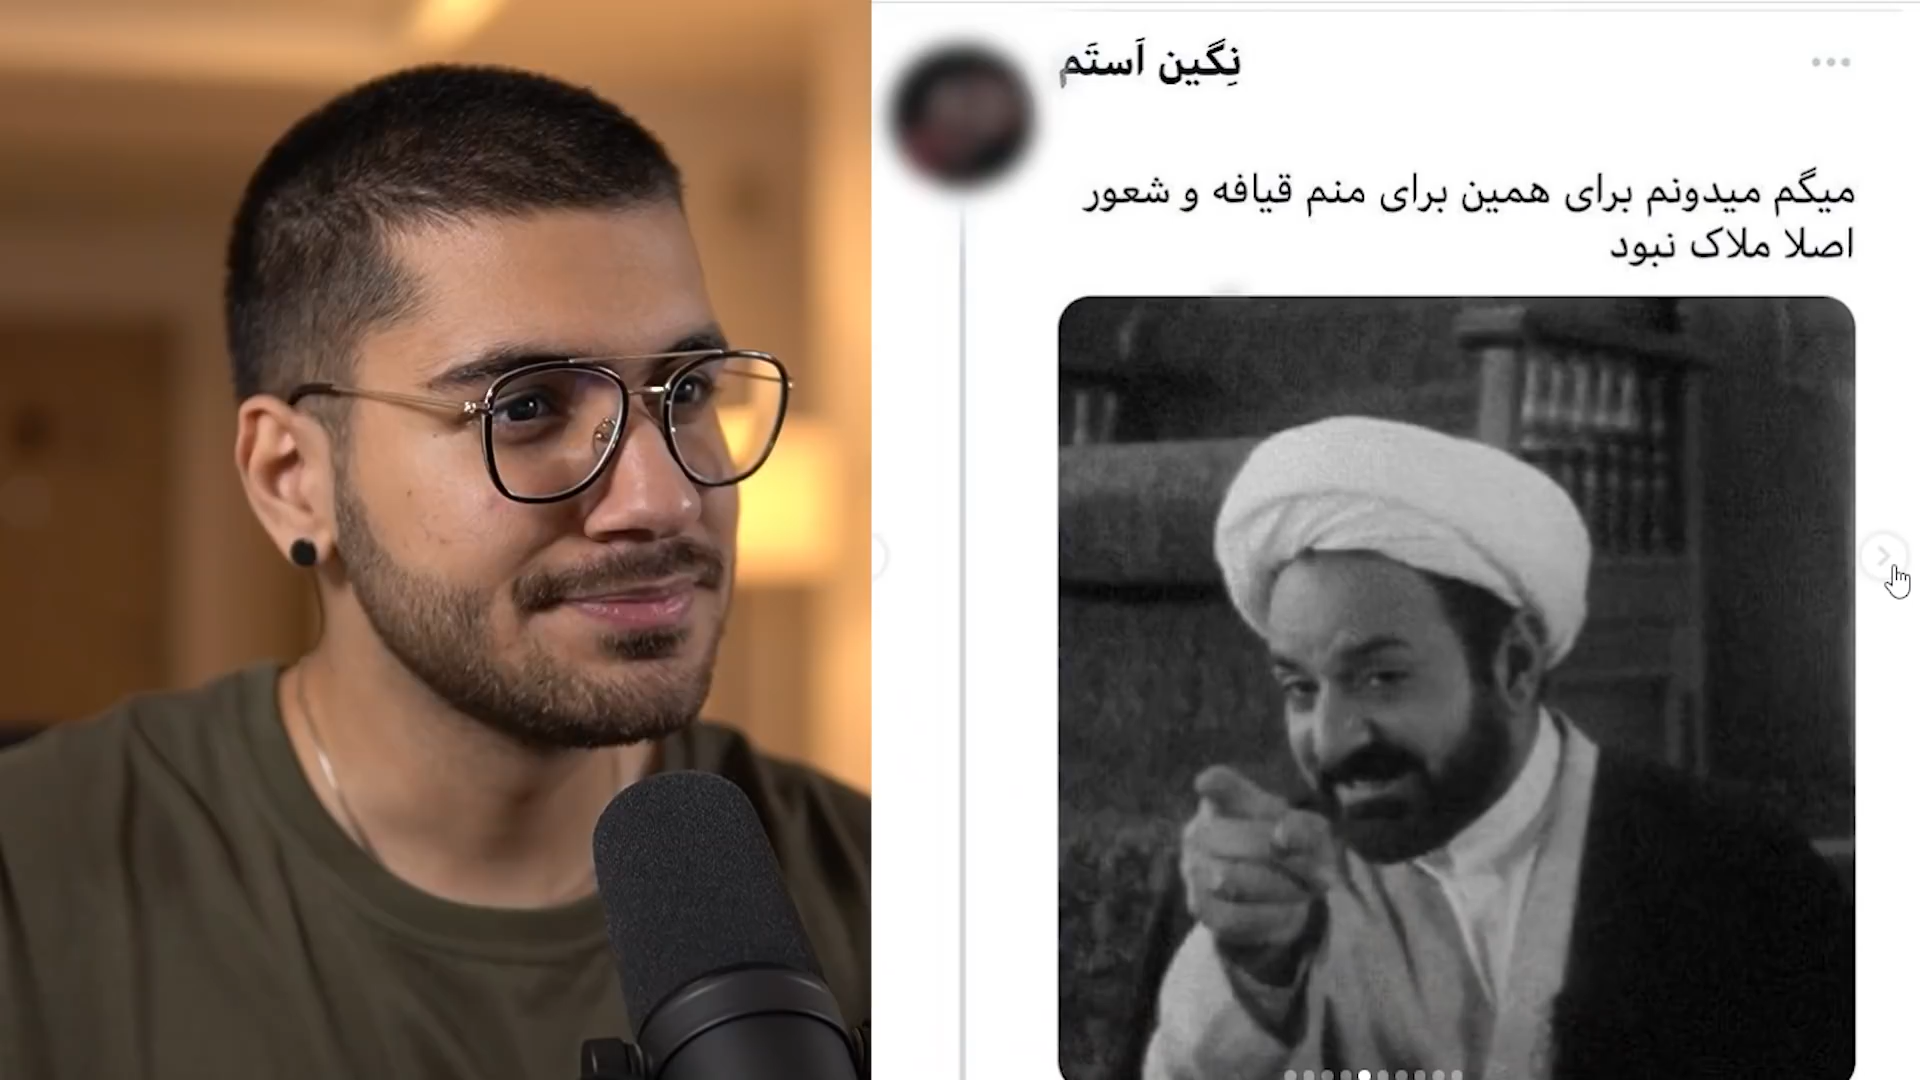 نِگین اَستَم
میگم میدونم برای همین برای منم قیافه و شعور
اصلا ملاک نبود